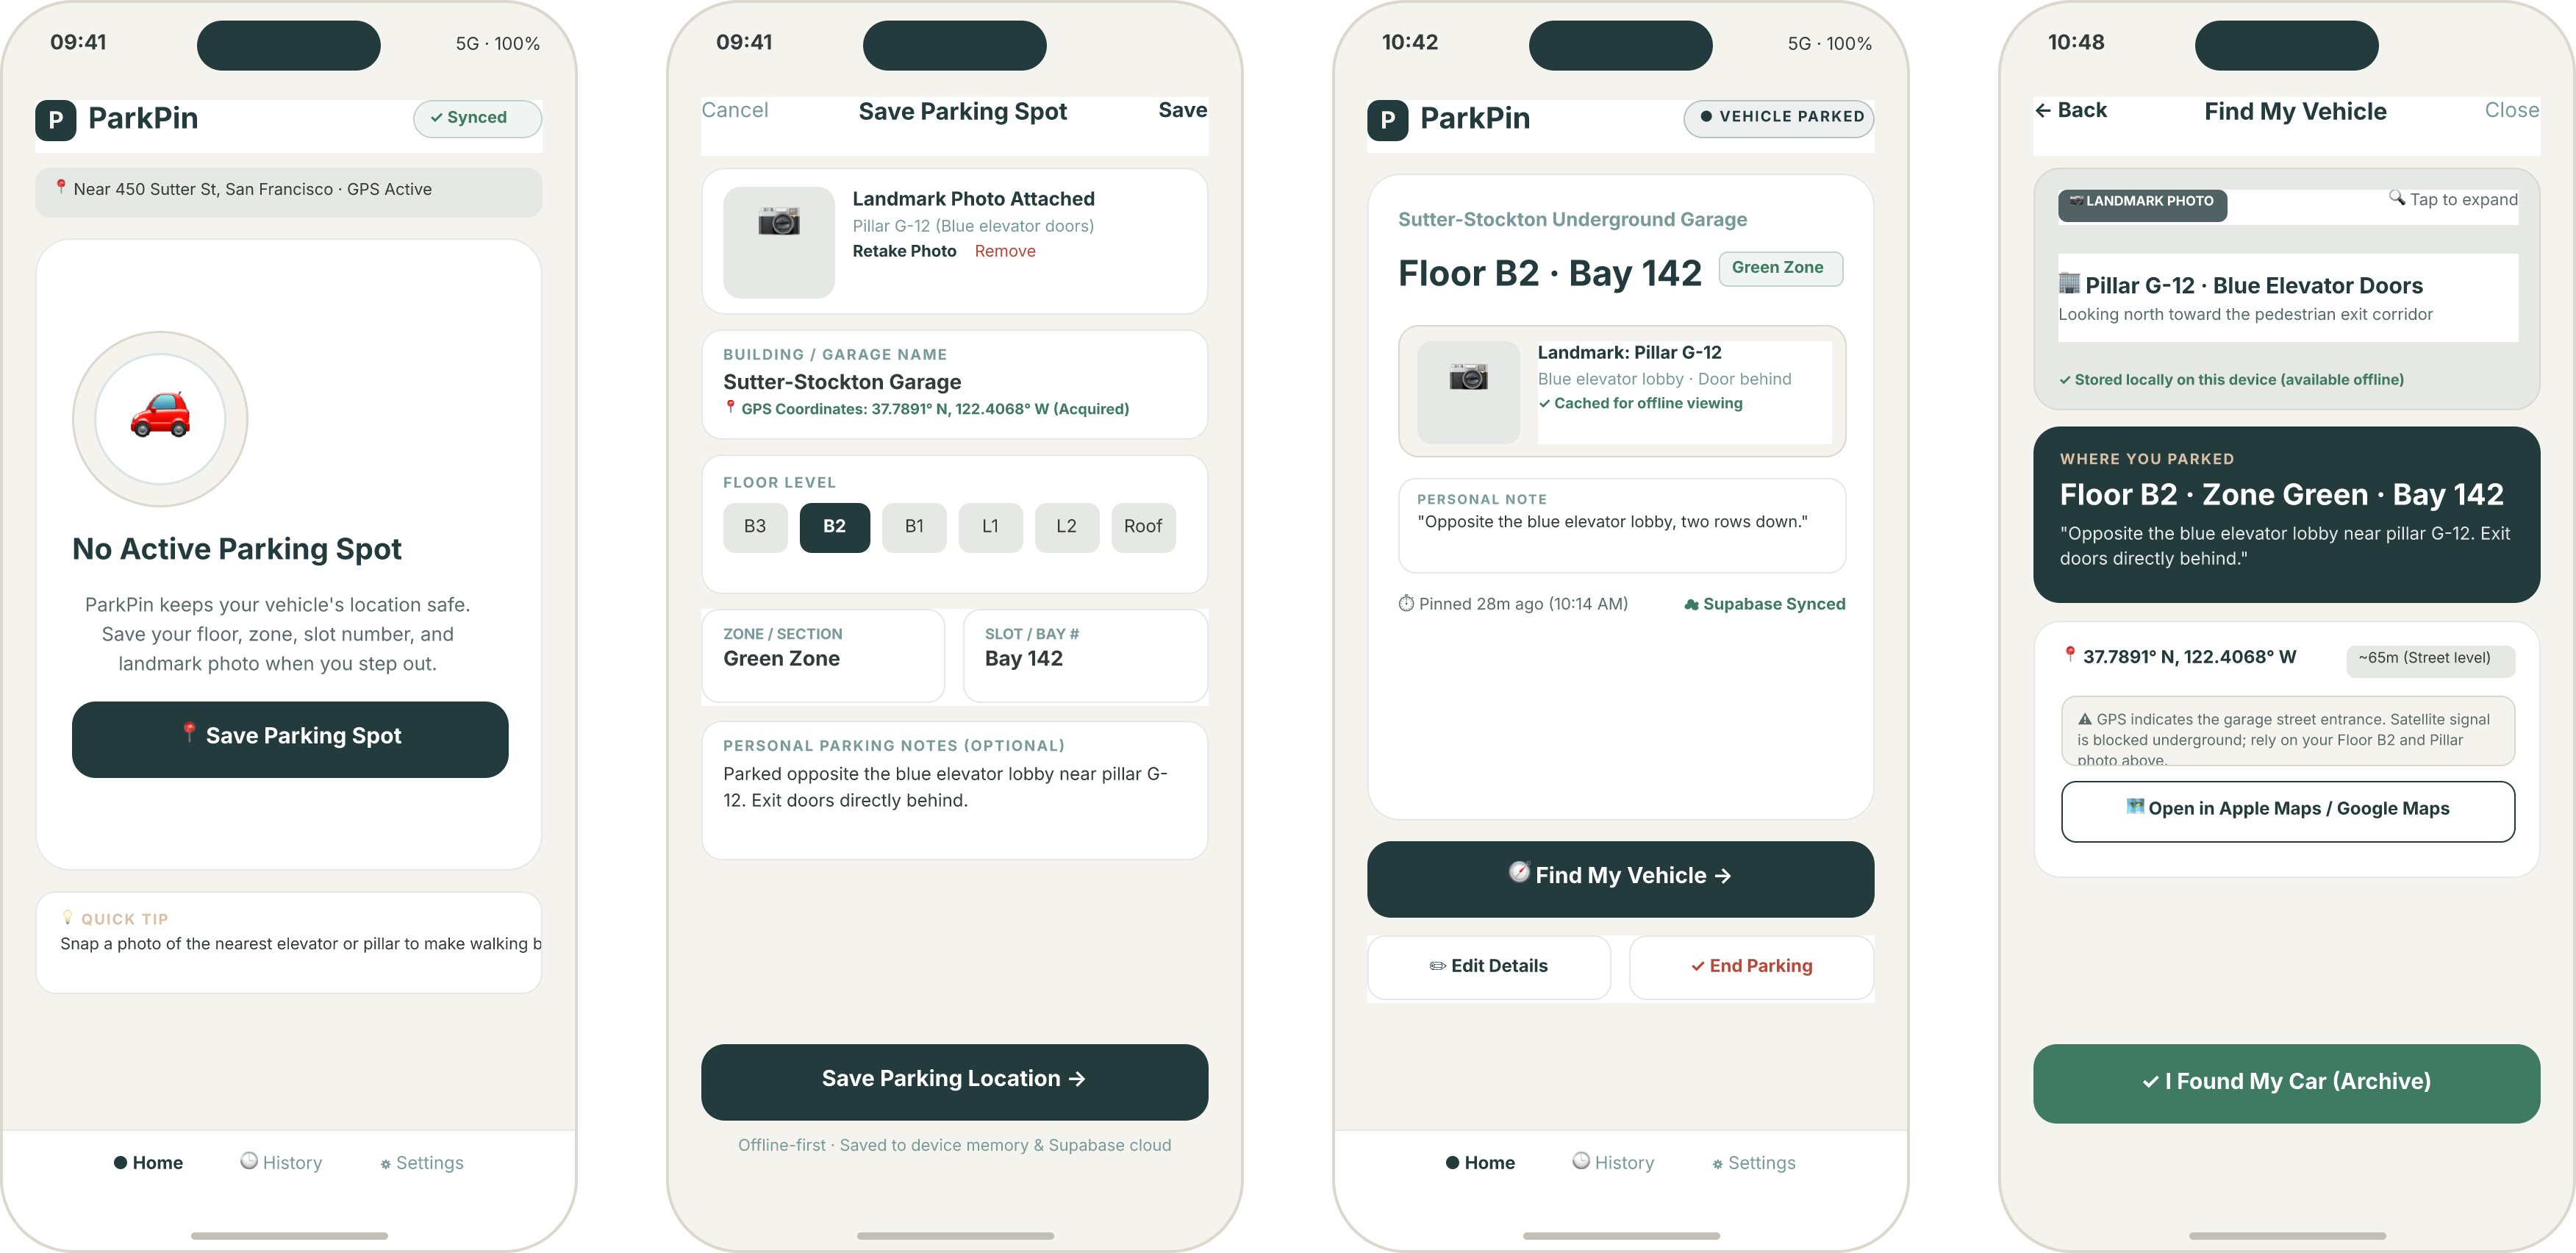 09:41
5G · 100%
P ParkPin
✓ Synced
📍 Near 450 Sutter St, San Francisco · GPS Active
No Active Parking Spot
ParkPin keeps your vehicle's location safe.
Save your floor, zone, slot number, and
landmark photo when you step out.
📍 Save Parking Spot
💡 QUICK TIP
Snap a photo of the nearest elevator or pillar to make walking b
● Home
History
Settings
09:41
Cancel
Save Parking Spot
Save
Landmark Photo Attached
Pillar G-12 (Blue elevator doors)
Retake Photo
Remove
BUILDING / GARAGE NAME
Sutter-Stockton Garage
📍 GPS Coordinates: 37.7891° N, 122.4068° W (Acquired)
FLOOR LEVEL
B3
B2
B1
L1
L2
Roof
ZONE / SECTION
Green Zone
SLOT / BAY #
Bay 142
PERSONAL PARKING NOTES (OPTIONAL)
Parked opposite the blue elevator lobby near pillar G-
12. Exit doors directly behind.
Save Parking Location →
Offline-first · Saved to device memory & Supabase cloud
10:42
5G · 100%
P ParkPin
● VEHICLE PARKED
Sutter-Stockton Underground Garage
Floor B2 · Bay 142
Green Zone
Landmark: Pillar G-12
Blue elevator lobby · Door behind
✓ Cached for offline viewing
PERSONAL NOTE
"Opposite the blue elevator lobby, two rows down."
⏱ Pinned 28m ago (10:14 AM)
☁ Supabase Synced
🧭 Find My Vehicle →
✏ Edit Details
✓ End Parking
● Home
History
Settings
10:48
← Back
Find My Vehicle
Close
📷 LANDMARK PHOTO
🔍 Tap to expand
🏢 Pillar G-12 · Blue Elevator Doors
Looking north toward the pedestrian exit corridor
✓ Stored locally on this device (available offline)
WHERE YOU PARKED
Floor B2 · Zone Green · Bay 142
"Opposite the blue elevator lobby near pillar G-12. Exit
doors directly behind."
📍 37.7891° N, 122.4068° W
~65m (Street level)
⚠ GPS indicates the garage street entrance. Satellite signal
is blocked underground; rely on your Floor B2 and Pillar
photo above.
🗺 Open in Apple Maps / Google Maps
✓ I Found My Car (Archive)